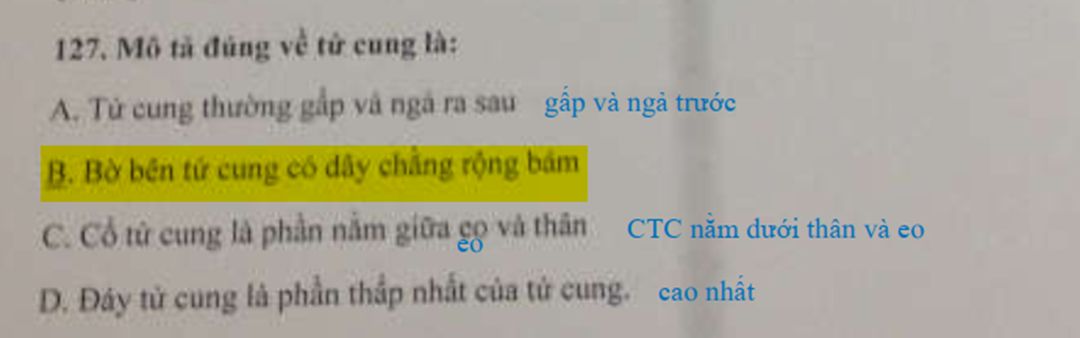 127. Mô tả đúng về tử cung là:
A. Tử cung thường gấp và ngả ra sau gấp và ngả trước
B. Bờ bên tử cung có dây chằng rộng bám
C. Cổ tử cung là phần nằm giữa eo và thân CTC nằm dưới thân và eo
eo
D. Đáy tử cung là phần thấp nhất của tử cung. cao nhất